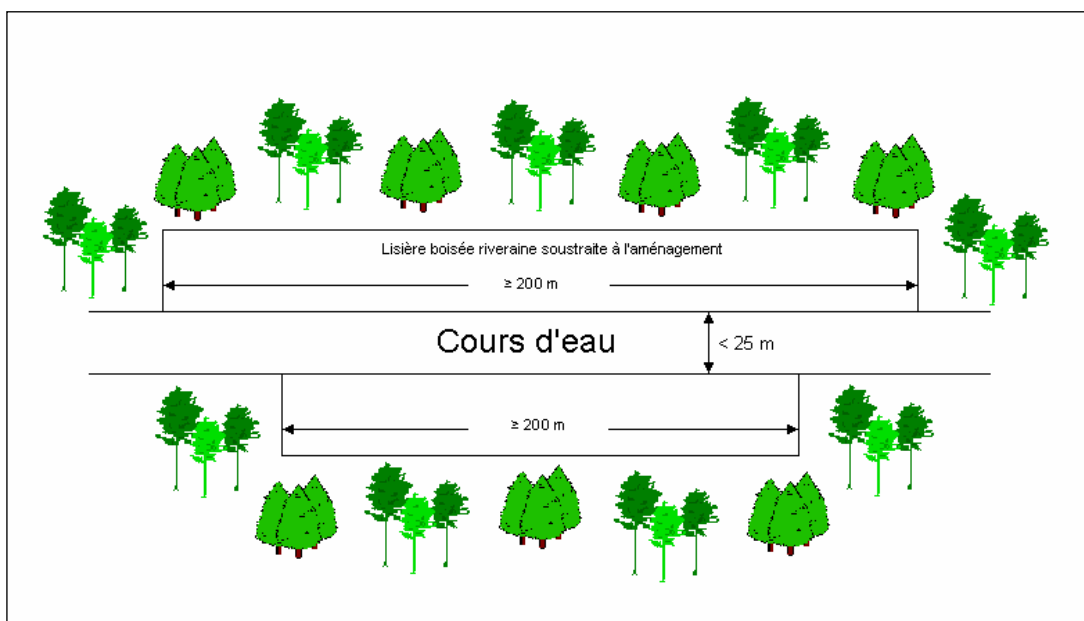 Lisière boisée riveraine soustraite à l'aménagement
≥ 200 m
Cours d'eau
< 25 m
≥ 200 m